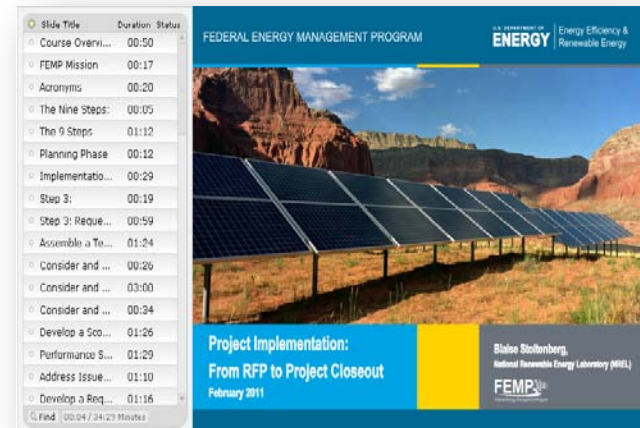 Slide Title Duration Status
Course Overvi... 00:50
FEMP Mission 00:17
Acronyms 00:20
The Nine Steps: 00:05
The 9 Steps 01:12
Planning Phase 00:12
Implementatio... 00:29
Step 3: 00:19
Step 3: Reque... 00:59
Assemble a Te... 01:24
Consider and ... 00:26
Consider and ... 03:00
Consider and ... 00:34
Develop a Sco... 01:26
Performance S... 01:29
Address Issue... 01:10
Develop a Req... 01:16
Find 00:04 / 34:29 Minutes
FEDERAL ENERGY MANAGEMENT PROGRAM
U.S. DEPARTMENT OF
ENERGY
Energy Efficiency &
Renewable Energy
Project Implementation:
From RFP to Project Closeout
February 2011
Blaise Stoltenberg,
National Renewable Energy Laboratory (NREL)
FEMP